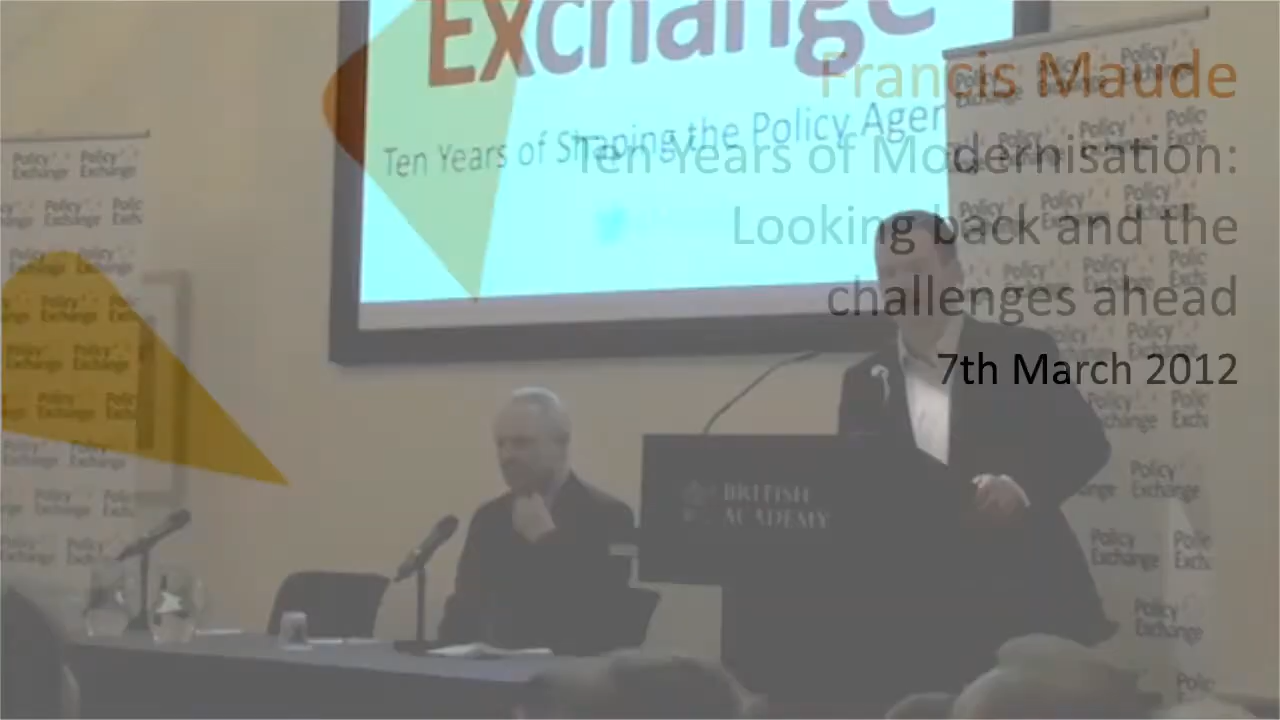 Exchange
Ten Years of Shaping the Policy Agen
Francis Maude
Ten Years of Modernisation:
Looking back and the
challenges ahead
7th March 2012
BRITISH
ACADEMY
Policy
Exchange